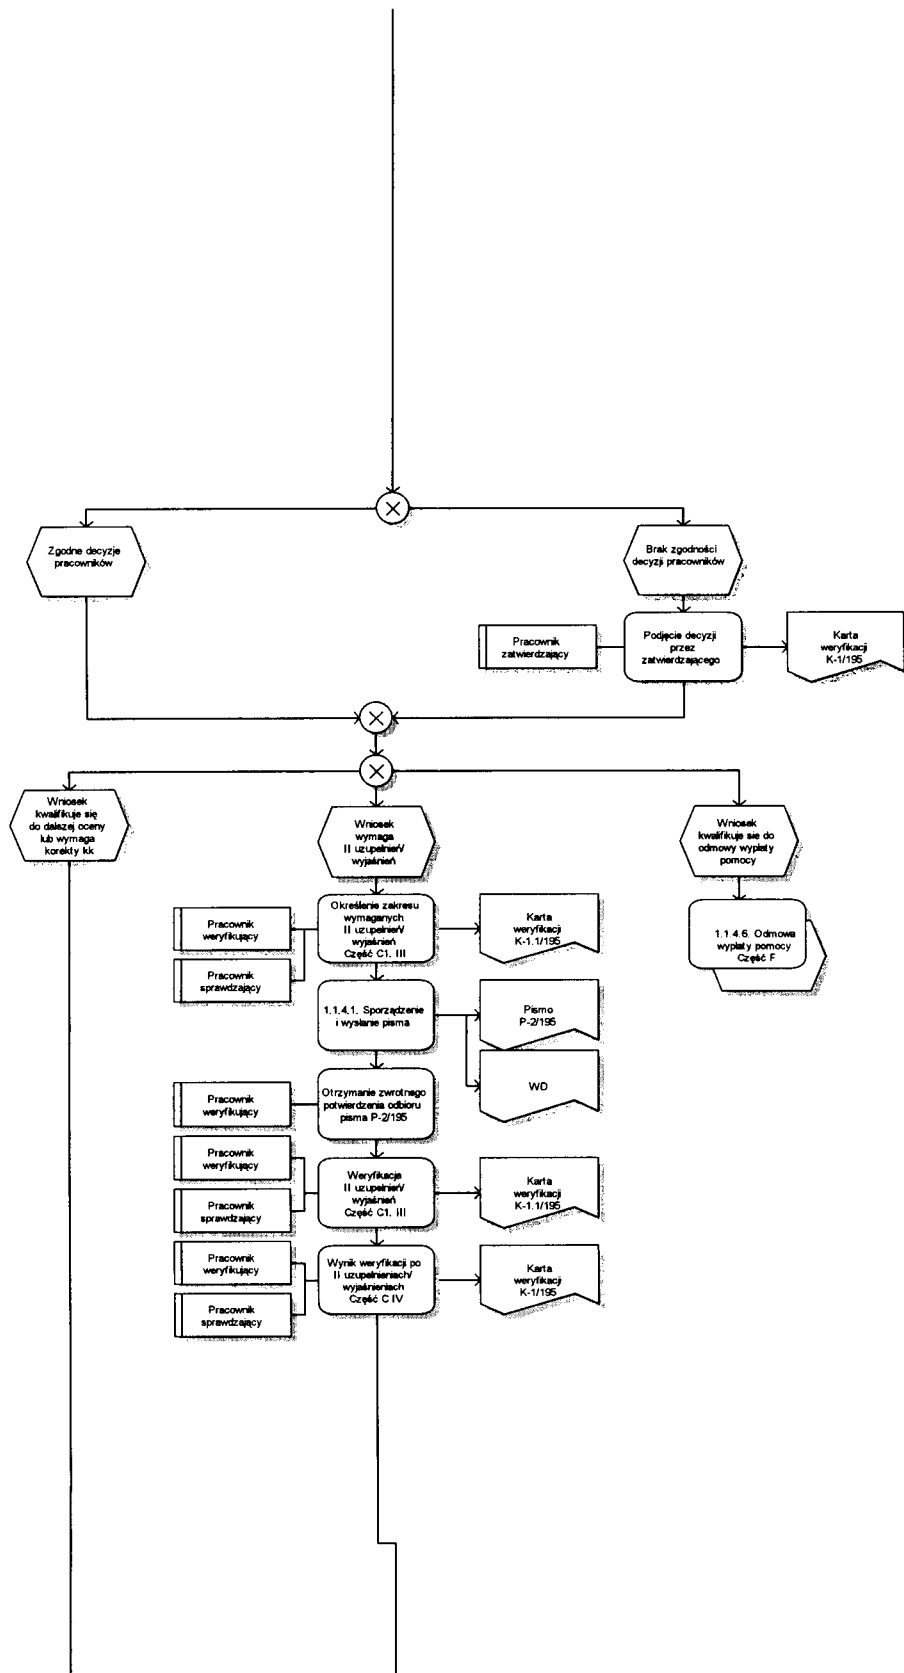 Zgodne decyzje
pracowników
Brak zgodności
decyzji pracowników
Pracownik
zatwierdzający
Podjęcie decyzji
przez
zatwierdzającego
Karta
weryfikacji
K-1/195
Wniosek
kwalifikuje się
do dalszej oceny
lub wymaga
korekty kk
Wniosek
wymaga
II uzupełnień/
wyjaśnień
Wniosek
kwalifikuje sie do
odmowy wypłaty
pomocy
Pracownik
weryfikujący
Pracownik
sprawdzający
Określenie zakresu
wymaganych
II uzupełnień/
wyjaśnień
Część C1. III
Karta
weryfikacji
K-1.1/195
1.1.4.6. Odmowa
wypłaty pomocy
Część F
1.1.4.1. Sporządzenie
i wysłanie pisma
Pismo
P-2/195
WD
Pracownik
weryfikujący
Otrzymanie zwrotnego
potwierdzenia odbioru
pisma P-2/195
Pracownik
weryfikujący
Pracownik
sprawdzający
Weryfikacja
II uzupełnień/
wyjaśnień
Część C1. III
Karta
weryfikacji
K-1.1/195
Pracownik
weryfikujący
Pracownik
sprawdzający
Wynik weryfikacji po
II uzupełnieniach/
wyjaśnieniach
Część C IV
Karta
weryfikacji
K-1/195